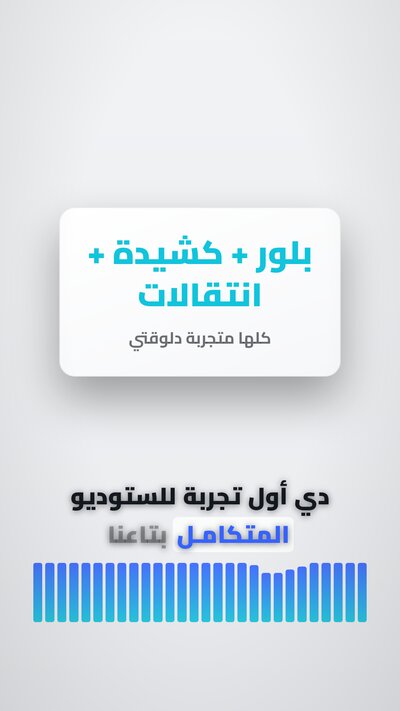 بلور + كشيدة +
انتقالات
كلها متجربة دلوقتي
دي أول تجربة للستوديو
المتكامـل بتاعنا